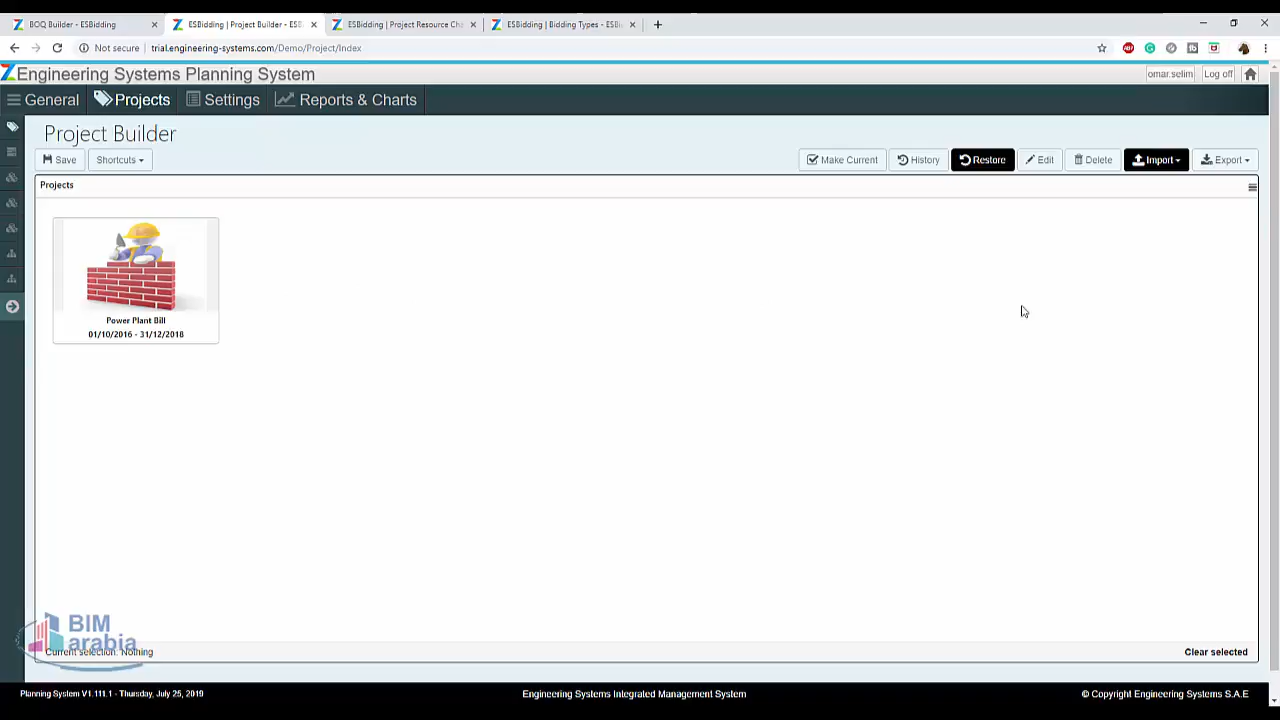 BOQ Builder - ESBidding
ESBidding | Project Builder - ESB
ESBidding | Project Resource Cha
ESBidding | Bidding Types - ESBi
Not secure | trial.engineering-systems.com/Demo/Project/Index
Engineering Systems Planning System
omar.selim
Log off
General
Projects
Settings
Reports & Charts
Project Builder
Save
Shortcuts
Make Current
History
Restore
Edit
Delete
Import
Export
Projects
Power Plant Bill
01/10/2016 - 31/12/2018
BIM
arabia
Current selection: Nothing
Clear selected
Planning System V1.111.1 - Thursday, July 25, 2019
Engineering Systems Integrated Management System
© Copyright Engineering Systems S.A.E